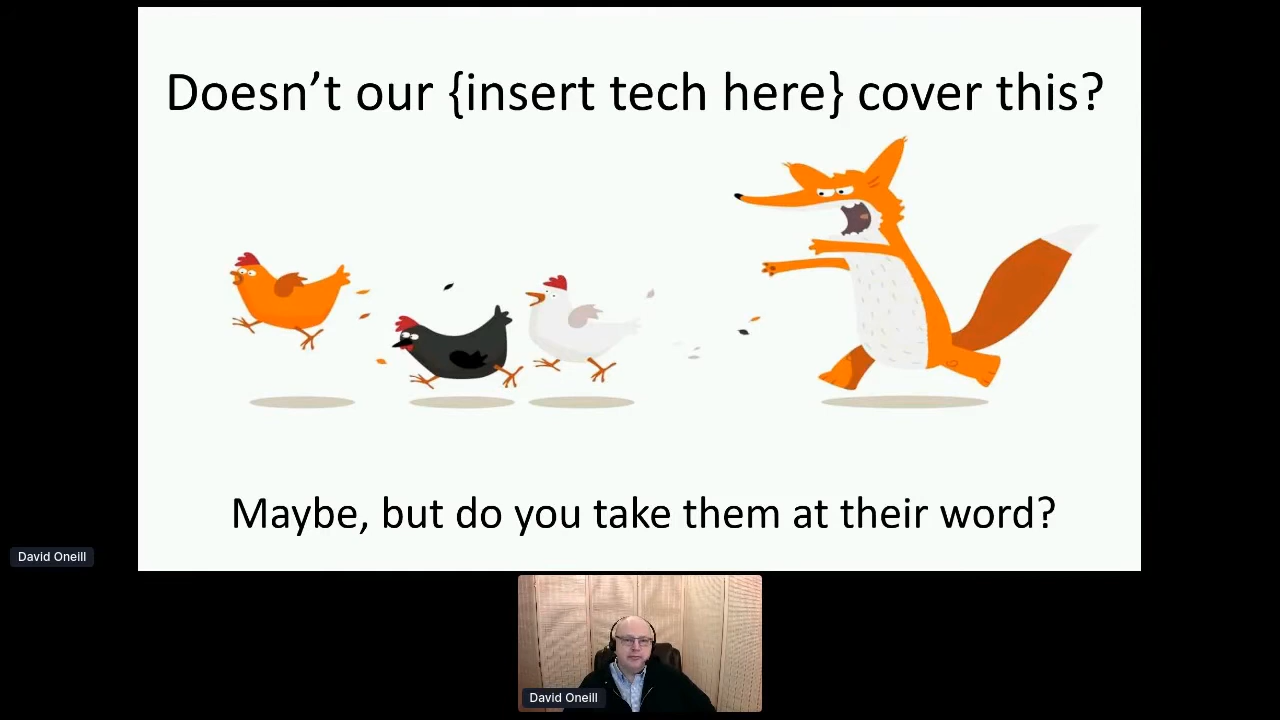 Doesn’t our {insert tech here} cover this?
Maybe, but do you take them at their word?
David Oneill
David Oneill